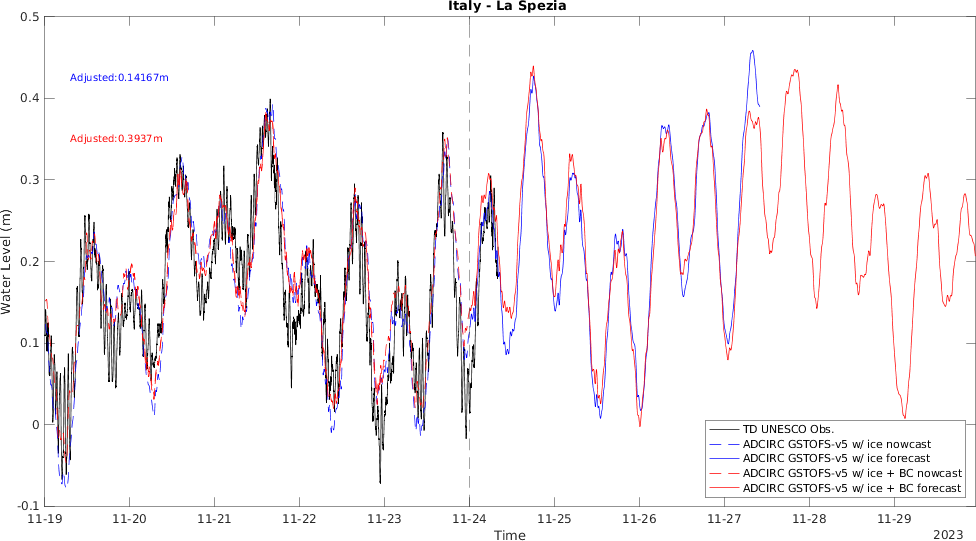 Italy - La Spezia
Adjusted:0.14167m
Adjusted:0.3937m
Water Level (m)
0.5
0.4
0.3
0.2
0.1
0
-0.1
TD UNESCO Obs.
ADCIRC GSTOFS-v5 w/ ice nowcast
ADCIRC GSTOFS-v5 w/ ice forecast
ADCIRC GSTOFS-v5 w/ ice + BC nowcast
ADCIRC GSTOFS-v5 w/ ice + BC forecast
11-19 11-20 11-21 11-22 11-23 11-24 11-25 11-26 11-27 11-28 11-29
Time
2023